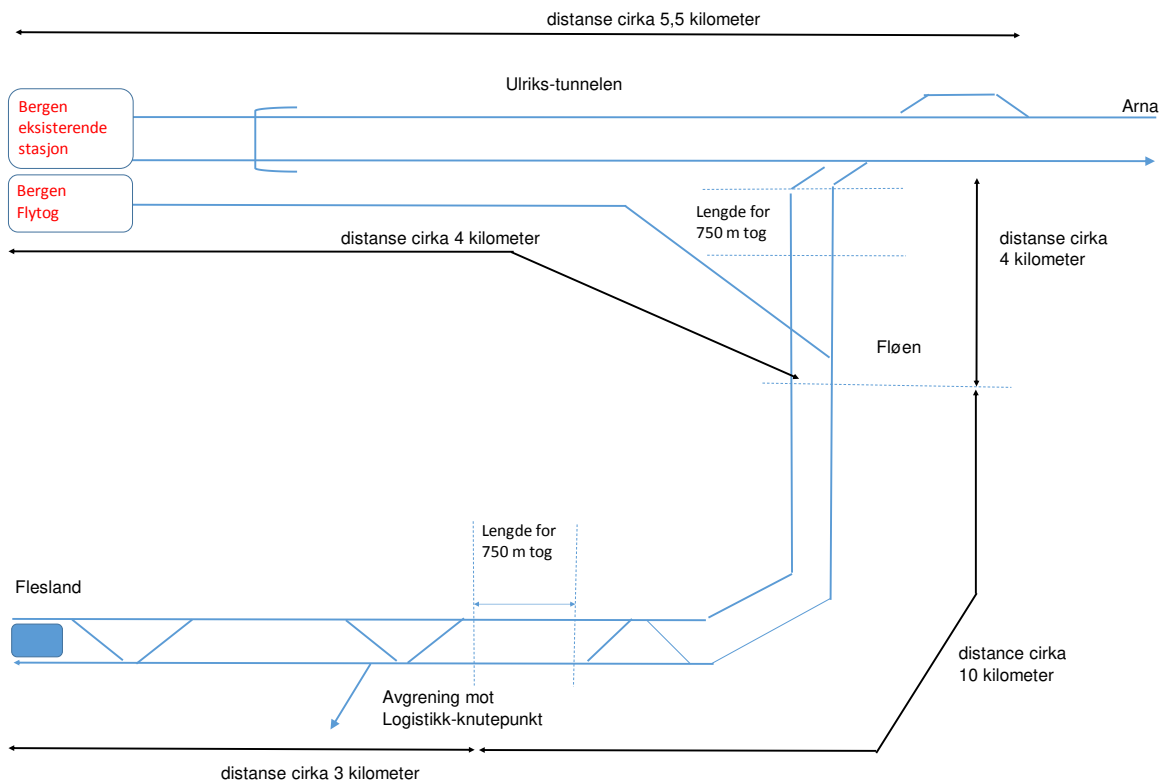 distanse cirka 5,5 kilometer
Ulriks-tunnelen
Arna
Bergen
eksisterende
stasjon
Bergen
Flytog
Lengde for
750 m tog
distanse cirka 4 kilometer
distanse cirka
4 kilometer
Fløen
Lengde for
750 m tog
Flesland
distance cirka
10 kilometer
Avgrening mot
Logistikk-knutepunkt
distanse cirka 3 kilometer